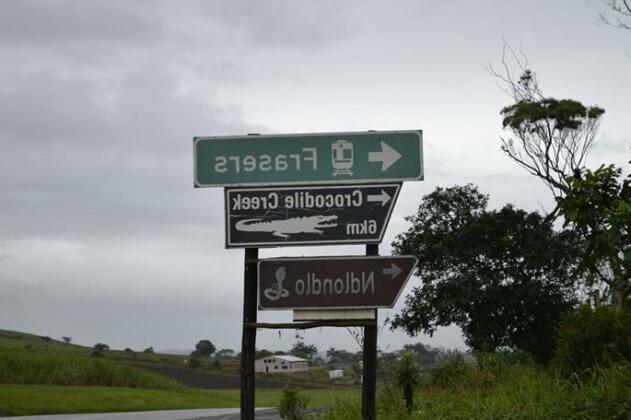 Frasers
Crocodile Creek
6km
Ndlondlo